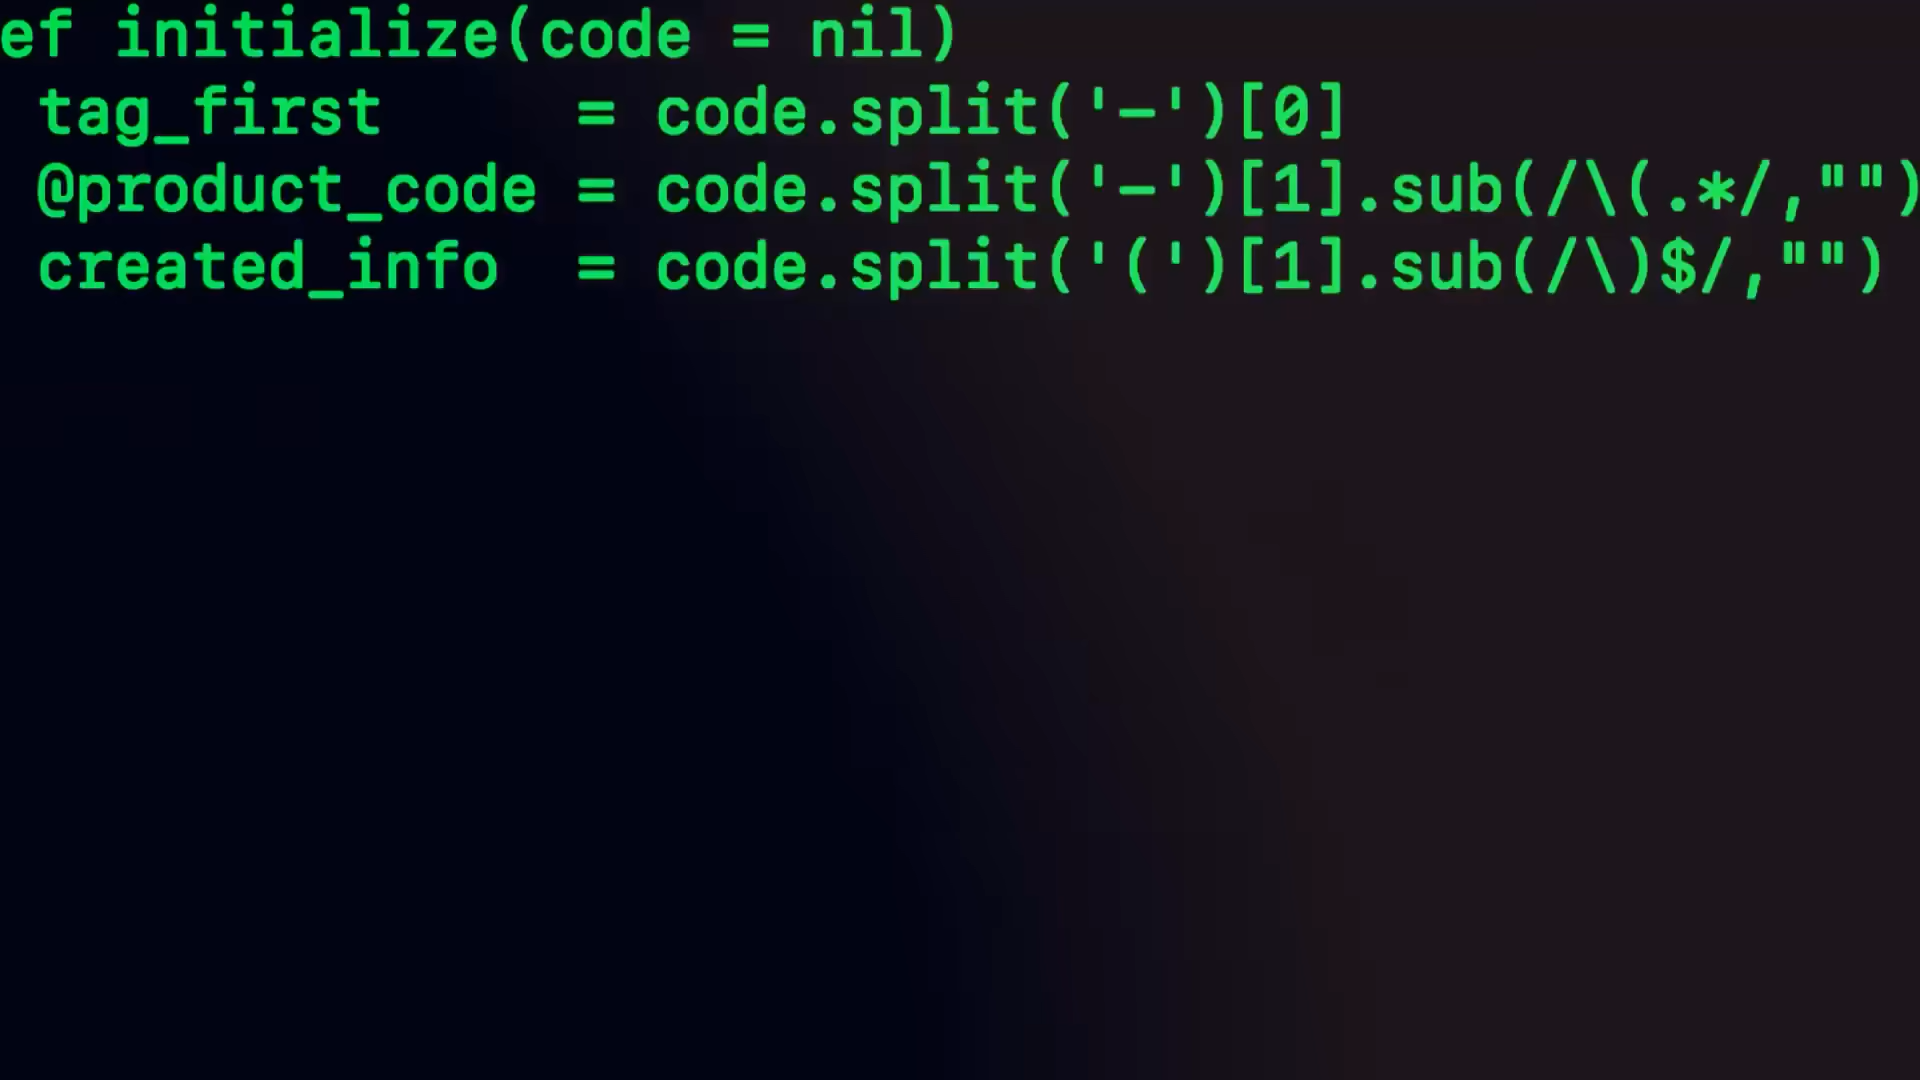 ef initialize(code = nil)
tag_first = code.split('-')[0]
@product_code = code.split('-')[1].sub(/\(.*/,"")
created_info = code.split('(')[1].sub(/\)$/,"")